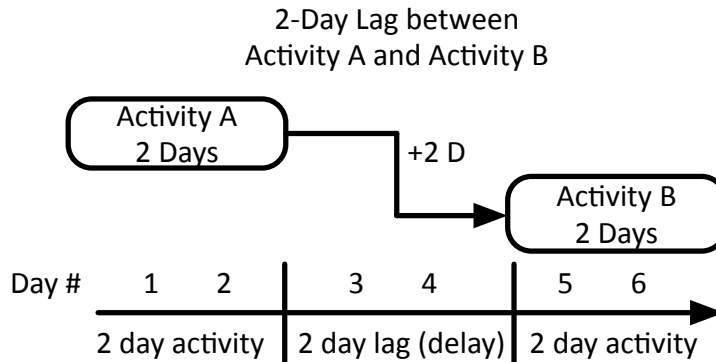 2-Day Lag between
Activity A and Activity B
Activity A
2 Days
+2 D
Activity B
2 Days
Day # 1 2 3 4 5 6
2 day activity 2 day lag (delay) 2 day activity